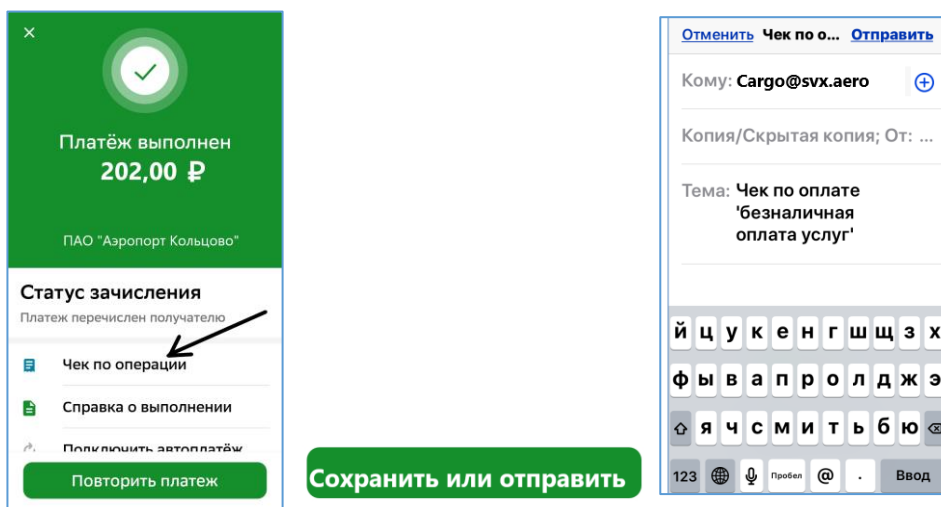 Платёж выполнен
202,00 ₽
ПАО "Аэропорт Кольцово"
Статус зачисления
Платеж перечислен получателю
Чек по операции
Справка о выполнении
Подключить автоплатёж
Повторить платеж
Сохранить или отправить
Отменить Чек по о... Отправить
Кому: Cargo@svx.aero
Копия/Скрытая копия; От: ...
Тема: Чек по оплате
'безналичная
оплата услуг'
й ц у к е н г ш щ з х
ф ы в а п р о л д ж э
я ч с м и т ь б ю
123 Пробел @ . Ввод